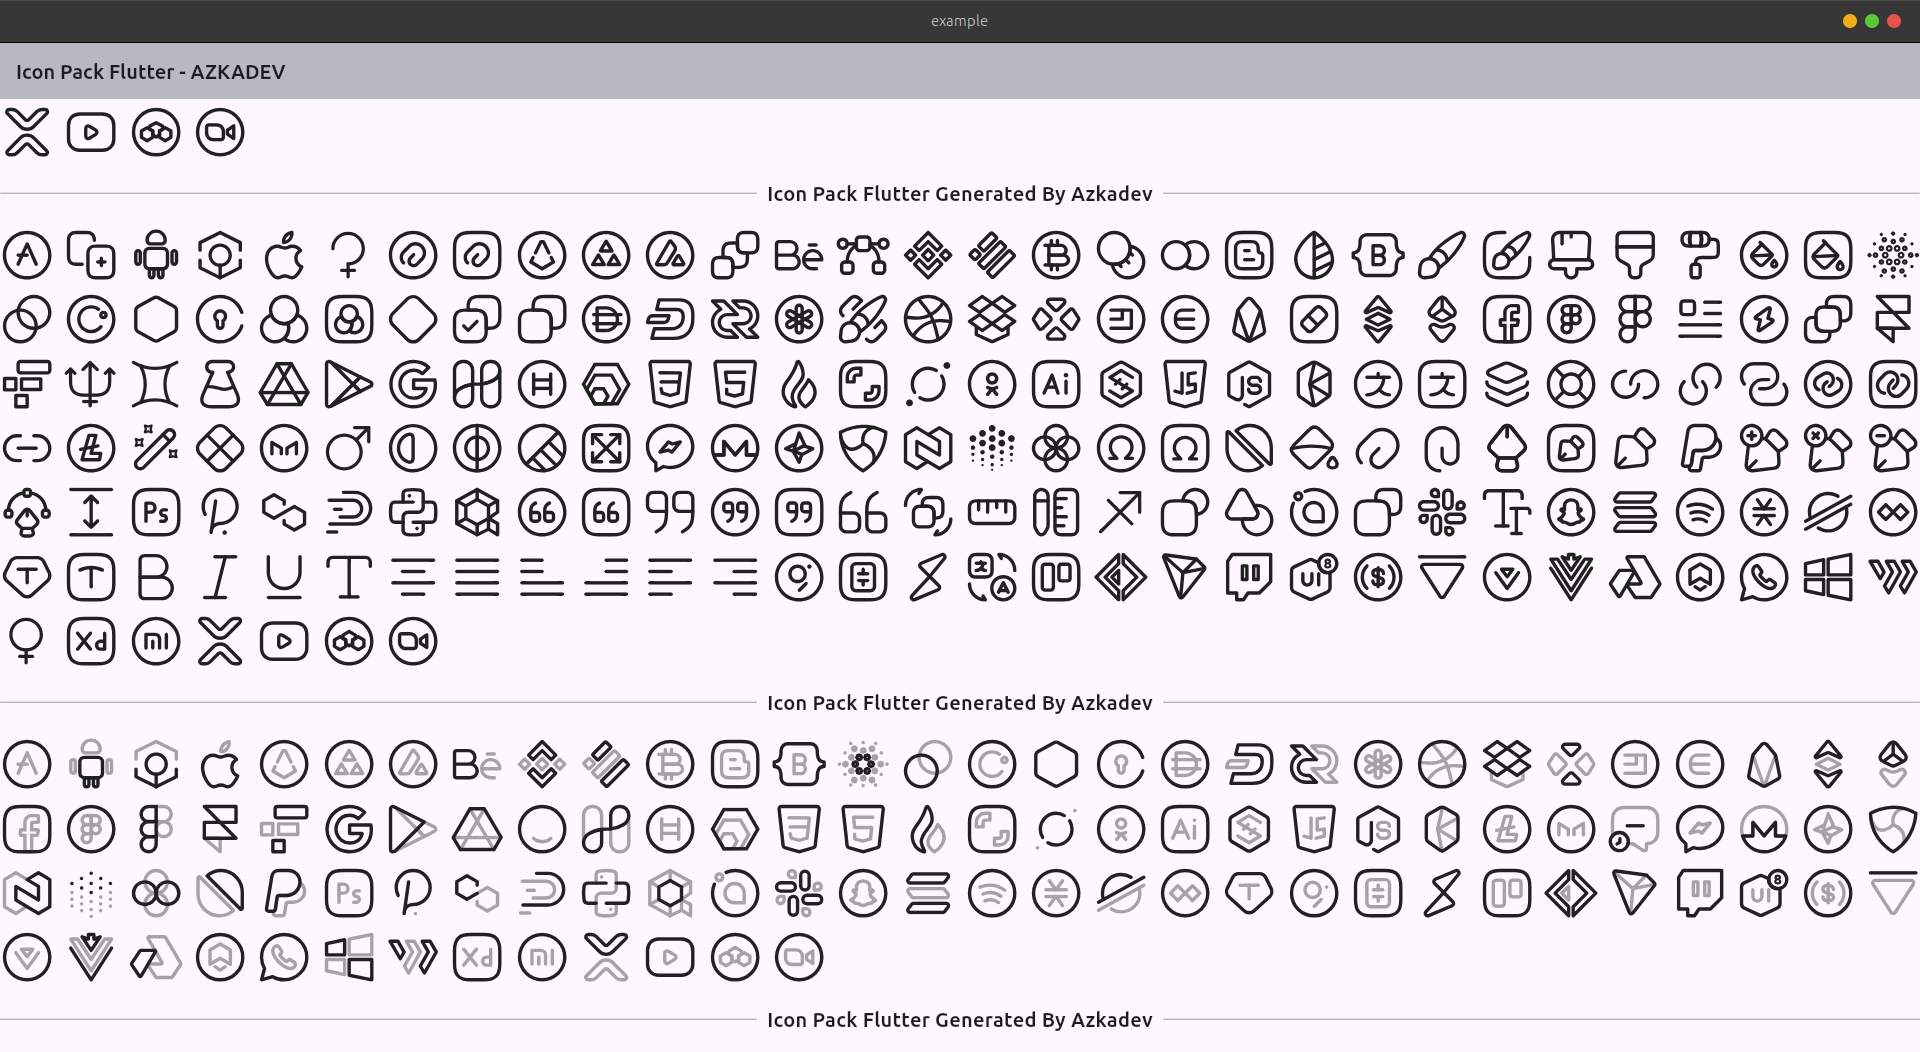 example
Icon Pack Flutter - AZKADEV
Icon Pack Flutter Generated By Azkadev
Icon Pack Flutter Generated By Azkadev
Icon Pack Flutter Generated By Azkadev